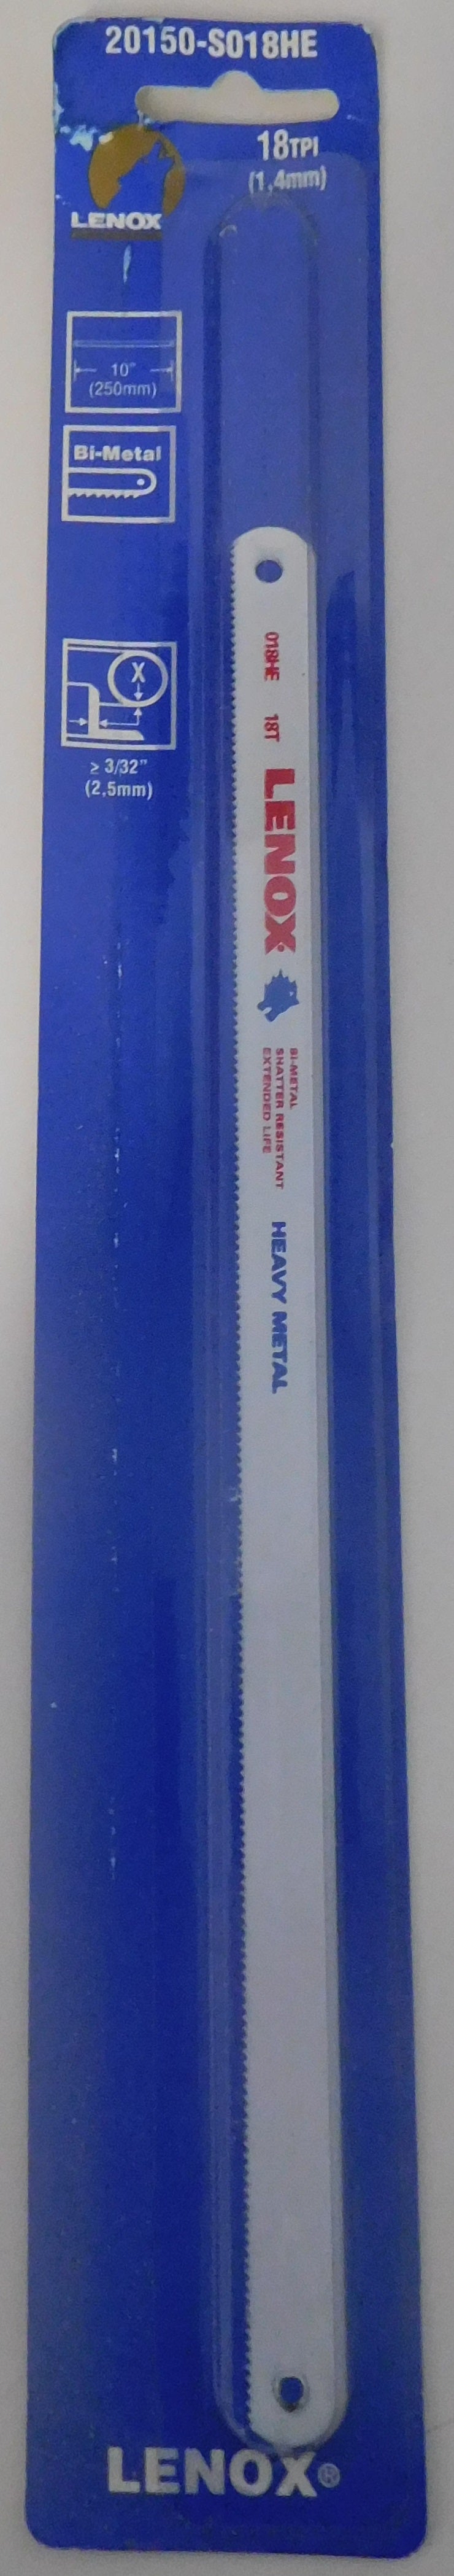 20150-S018HE
18TPI
(1,4mm)
LENOX
10"
(250mm)
Bi-Metal
X
≥ 3/32"
(2,5mm)
018HE 18T LENOX
BI-METAL
SHATTER RESISTANT
EXTENDED LIFE
HEAVY METAL
LENOX®